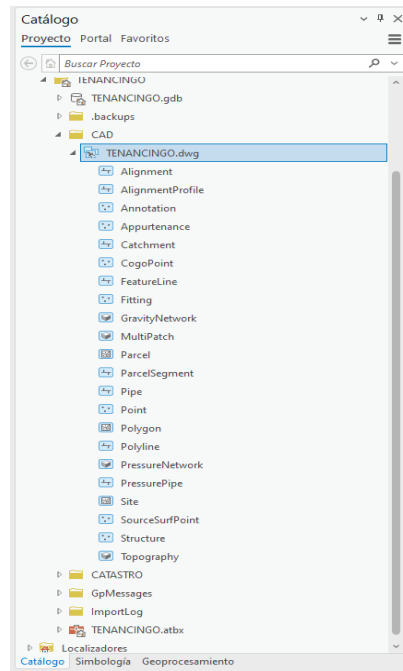 Catálogo
Proyecto Portal Favoritos
Buscar Proyecto
TENANCINGO
TENANCINGO.gdb
.backups
CAD
TENANCINGO.dwg
Alignment
AlignmentProfile
Annotation
Appurtenance
Catchment
CogoPoint
FeatureLine
Fitting
GravityNetwork
MultiPatch
Parcel
ParcelSegment
Pipe
Point
Polygon
Polyline
PressureNetwork
PressurePipe
Site
SourceSurfPoint
Structure
Topography
CATASTRO
GpMessages
ImportLog
TENANCINGO.atbx
Localizadores
Catálogo Simbología Geoprocesamiento